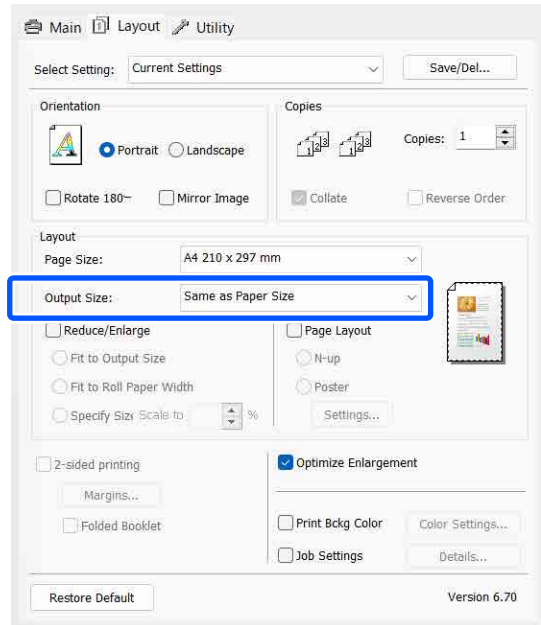 Main Layout Utility
Select Setting: Current Settings Save/Del...
Orientation Copies
Portrait Landscape Copies: 1
Rotate 180~ Mirror Image Collate Reverse Order
Layout
Page Size: A4 210 x 297 mm
Output Size: Same as Paper Size
Reduce/Enlarge Page Layout
Fit to Output Size N-up
Fit to Roll Paper Width Poster
Specify Size Scale to % Settings...
2-sided printing Optimize Enlargement
Margins...
Folded Booklet Print Bckg Color Color Settings...
Job Settings Details...
Restore Default Version 6.70